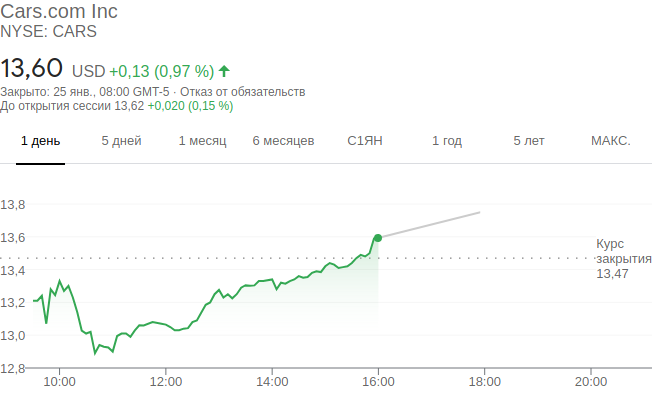 Cars.com Inc
NYSE: CARS
13,60 USD +0,13 (0,97 %)
Закрыто: 25 янв., 08:00 GMT-5 · Отказ от обязательств
До открытия сессии 13,62 +0,020 (0,15 %)
1 день 5 дней 1 месяц 6 месяцев С1ЯН 1 год 5 лет МАКС.
13,8
13,6
Курс
закрытия
13,47
13,4
13,2
13,0
12,8
10:00 12:00 14:00 16:00 18:00 20:00